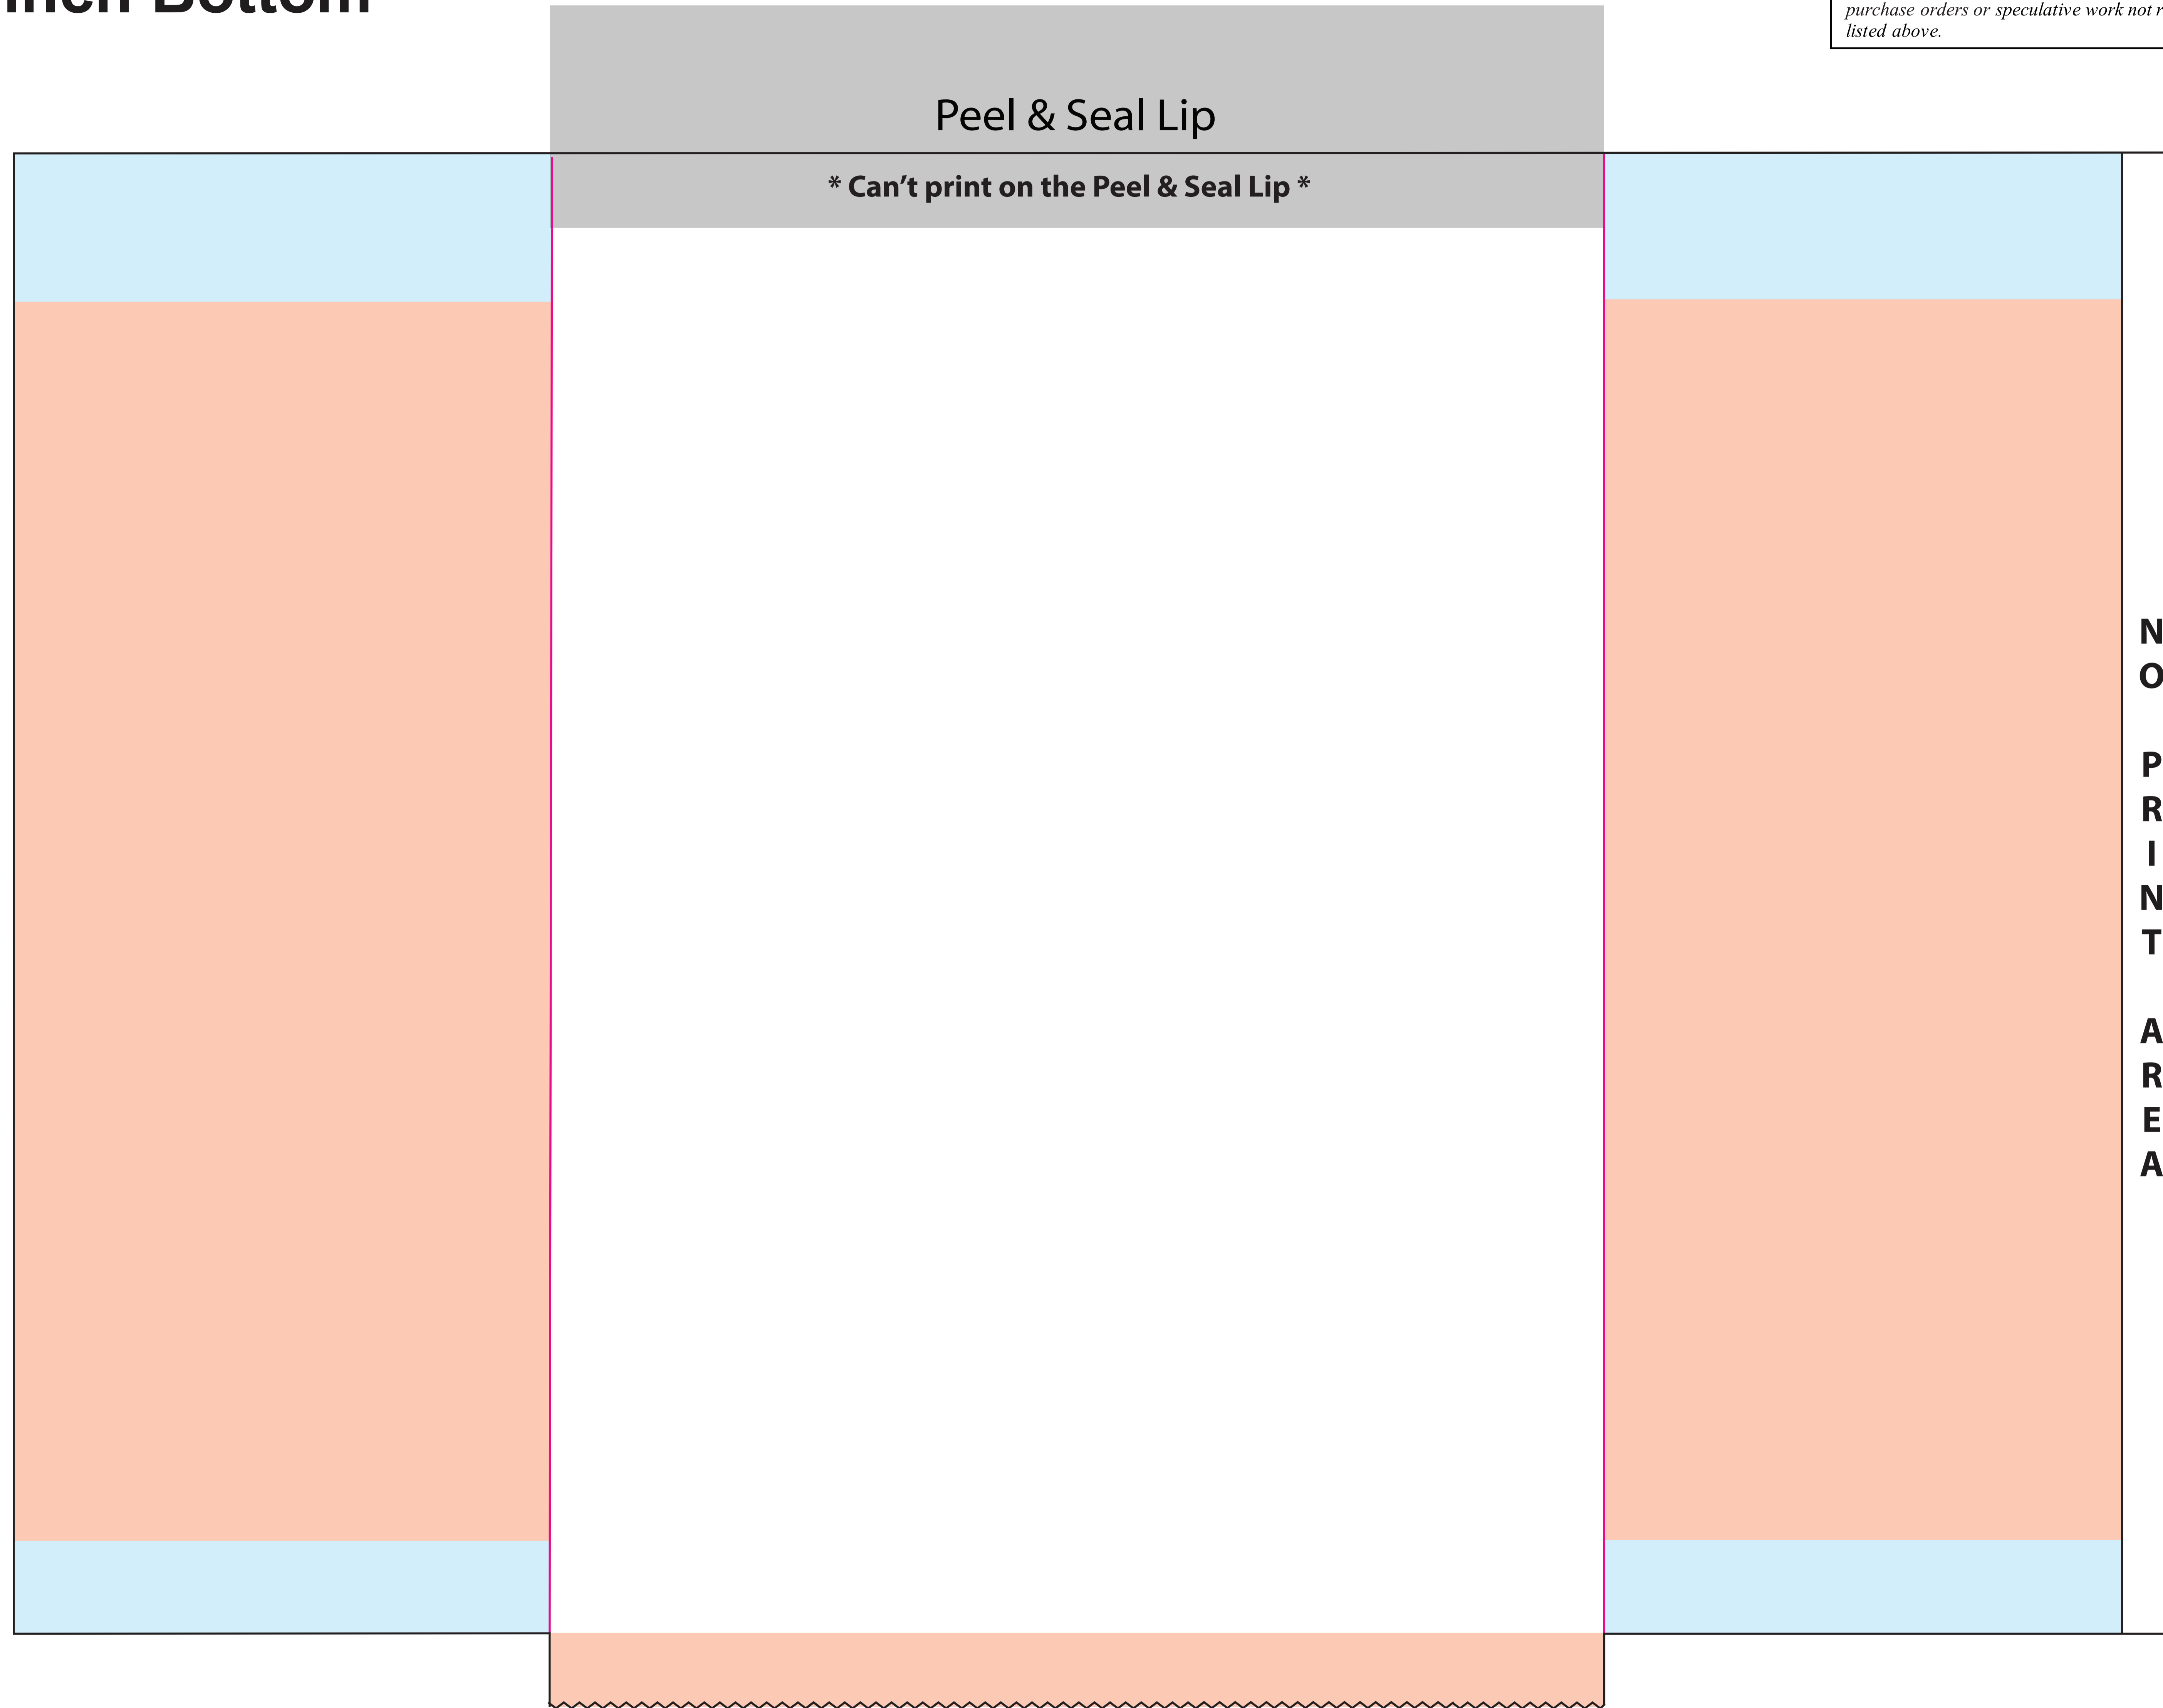 Inch Bottom
purchase orders or speculative work not
listed above.
Peel & Seal Lip
* Can’t print on the Peel & Seal Lip *
N
O
P
R
I
N
T
A
R
E
A